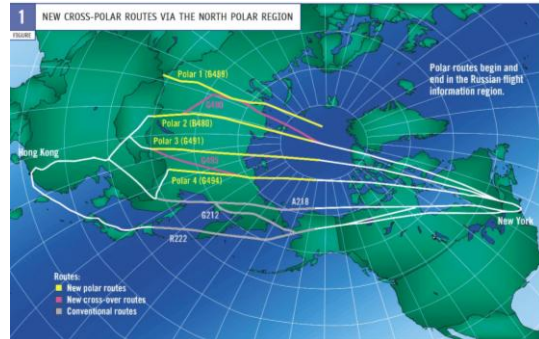 1
FIGURE
NEW CROSS-POLAR ROUTES VIA THE NORTH POLAR REGION
Polar routes begin and
end in the Russian flight
information region.
Polar 1 (G489)
Polar 2 (G480)
Polar 3 (G491)
Hong Kong
Polar 4 (G494)
A218
G212
New York
R222
Routes:
New polar routes
New cross-over routes
Conventional routes